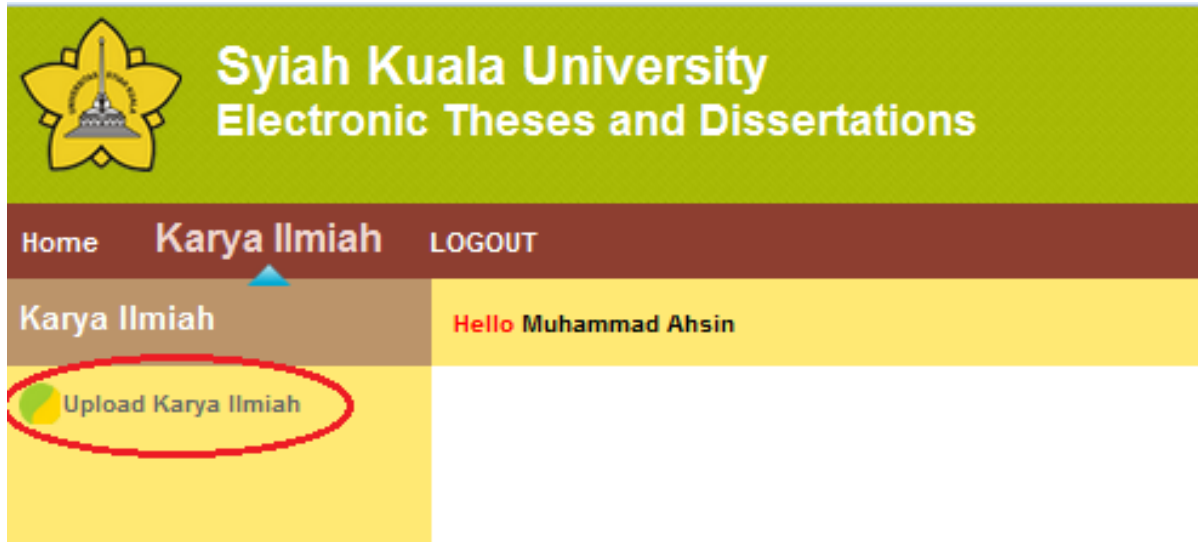 Syiah Kuala University
Electronic Theses and Dissertations
Home Karya Ilmiah LOGOUT
Karya Ilmiah
Hello Muhammad Ahsin
Upload Karya Ilmiah